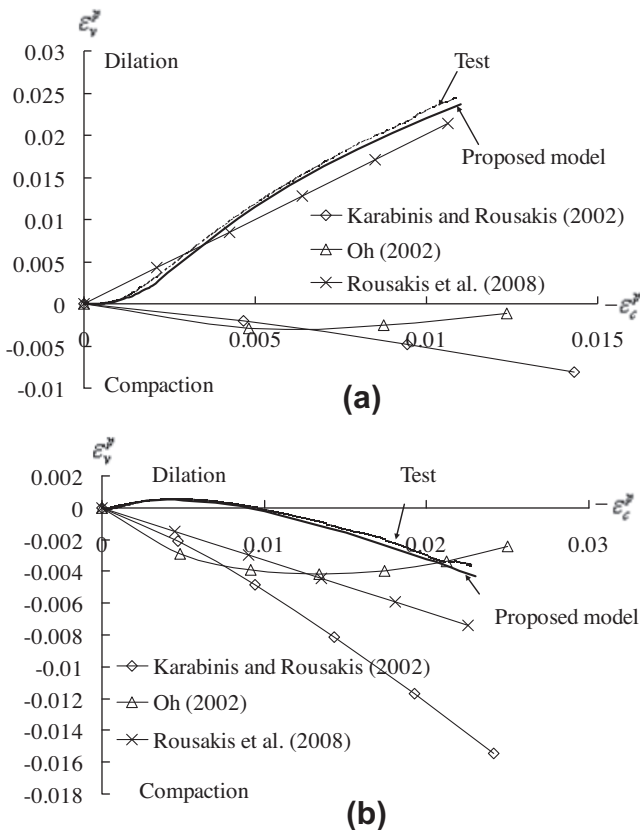 εᵥᵖ
0.03
Dilation
Test
0.025
0.02
Proposed model
0.015
Karabinis and Rousakis (2002)
0.01
Oh (2002)
0.005
Rousakis et al. (2008)
0
−ε꜀ᵖ
0 0.005 0.01 0.015
-0.005
Compaction
-0.01
(a)
εᵥᵖ
0.002
Dilation
Test
0
−ε꜀ᵖ
0 0.01 0.02 0.03
-0.002
-0.004
-0.006
Proposed model
-0.008
-0.01
Karabinis and Rousakis (2002)
-0.012
Oh (2002)
-0.014
Rousakis et al. (2008)
-0.016
-0.018
Compaction
(b)